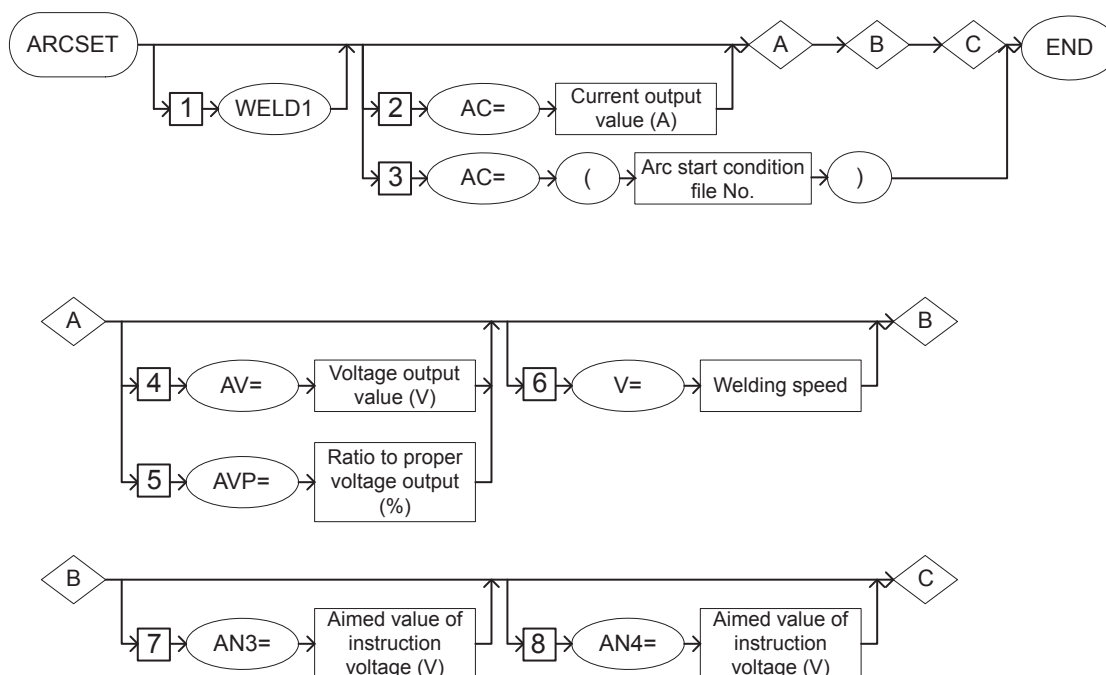 ARCSET
A
B
C
END
1
WELD1
2
AC=
Current output
value (A)
3
AC=
(
Arc start condition
file No.
)
A
B
4
AV=
Voltage output
value (V)
6
V=
Welding speed
5
AVP=
Ratio to proper
voltage output
(%)
B
C
7
AN3=
Aimed value of
instruction
voltage (V)
8
AN4=
Aimed value of
instruction
voltage (V)